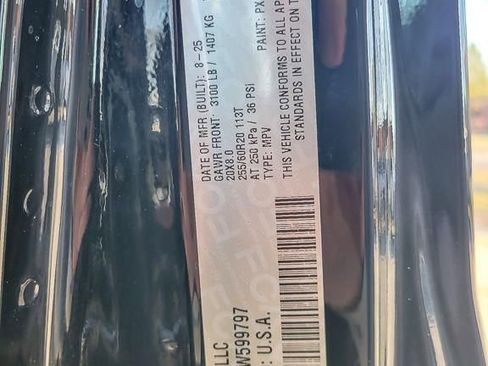 DATE OF MFR (BUILT): 8-25
GAWR FRONT: 3100 LB / 1407 KG
20X8.0
255/60R20 113T
AT 250 kPa / 36 PSI
TYPE: MPV
PAINT: PX
THIS VEHICLE CONFORMS TO ALL AP
STANDARDS IN EFFECT ON T
LLC
W599797
: U.S.A.